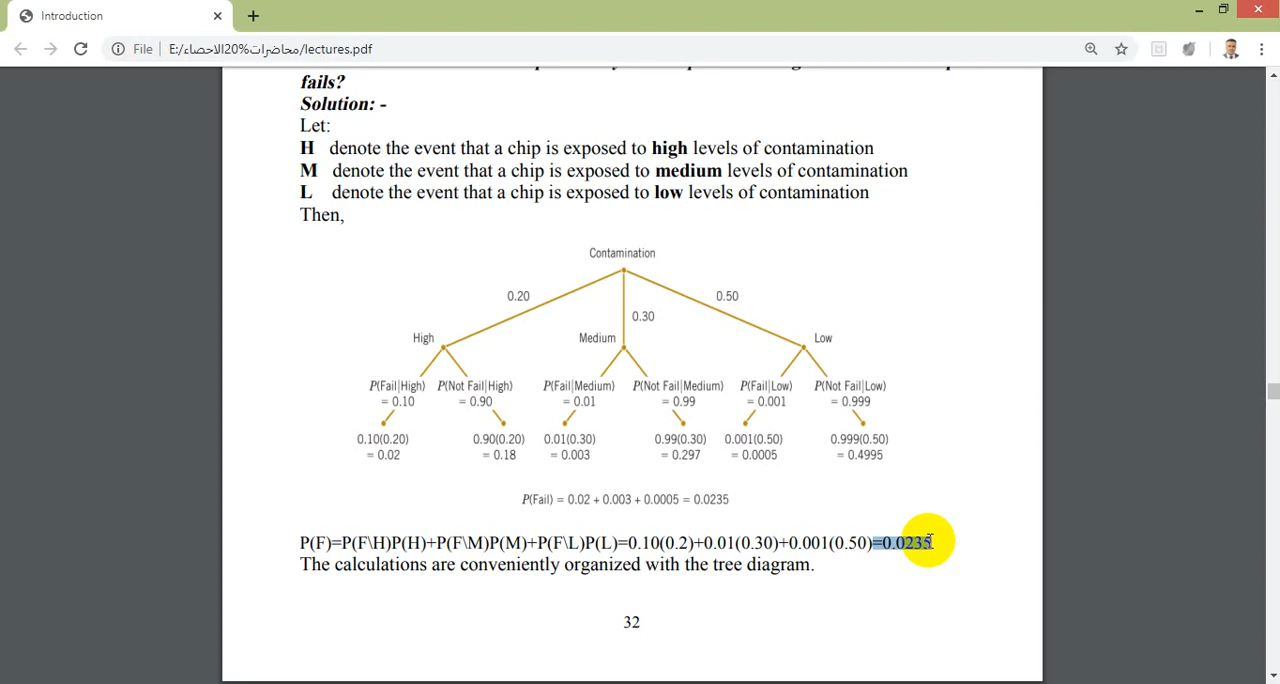 Introduction
File
E:/محاضرات%20الاحصاء/lectures.pdf
fails?
Solution: -
Let:
H denote the event that a chip is exposed to high levels of contamination
M denote the event that a chip is exposed to medium levels of contamination
L denote the event that a chip is exposed to low levels of contamination
Then,
Contamination
0.20 0.50
0.30
High Medium Low
P(Fail|High) P(Not Fail|High) P(Fail|Medium) P(Not Fail|Medium) P(Fail|Low) P(Not Fail|Low)
= 0.10 = 0.90 = 0.01 = 0.99 = 0.001 = 0.999
0.10(0.20) 0.90(0.20) 0.01(0.30) 0.99(0.30) 0.001(0.50) 0.999(0.50)
= 0.02 = 0.18 = 0.003 = 0.297 = 0.0005 = 0.4995
P(Fail) = 0.02 + 0.003 + 0.0005 = 0.0235
P(F)=P(F\H)P(H)+P(F\M)P(M)+P(F\L)P(L)=0.10(0.2)+0.01(0.30)+0.001(0.50)=0.0235
The calculations are conveniently organized with the tree diagram.
32